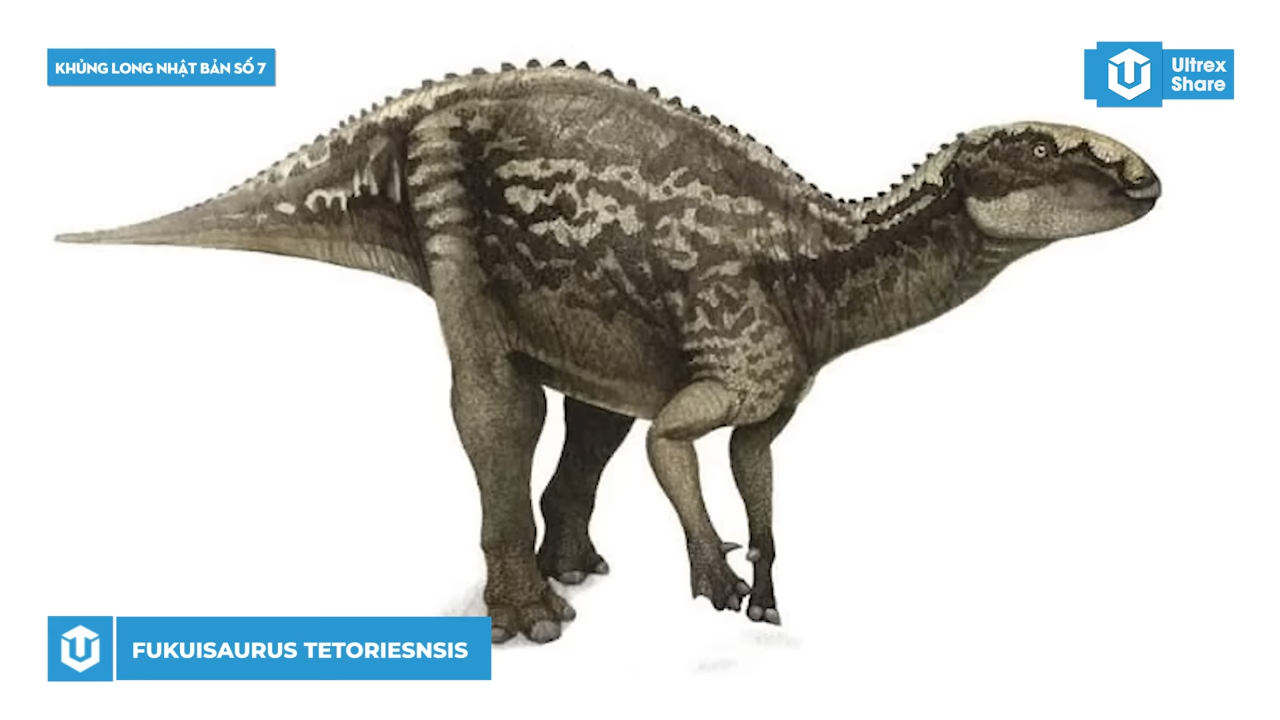 KHỦNG LONG NHẬT BẢN SỐ 7
Ultrex
Share
FUKUISAURUS TETORIESNSIS